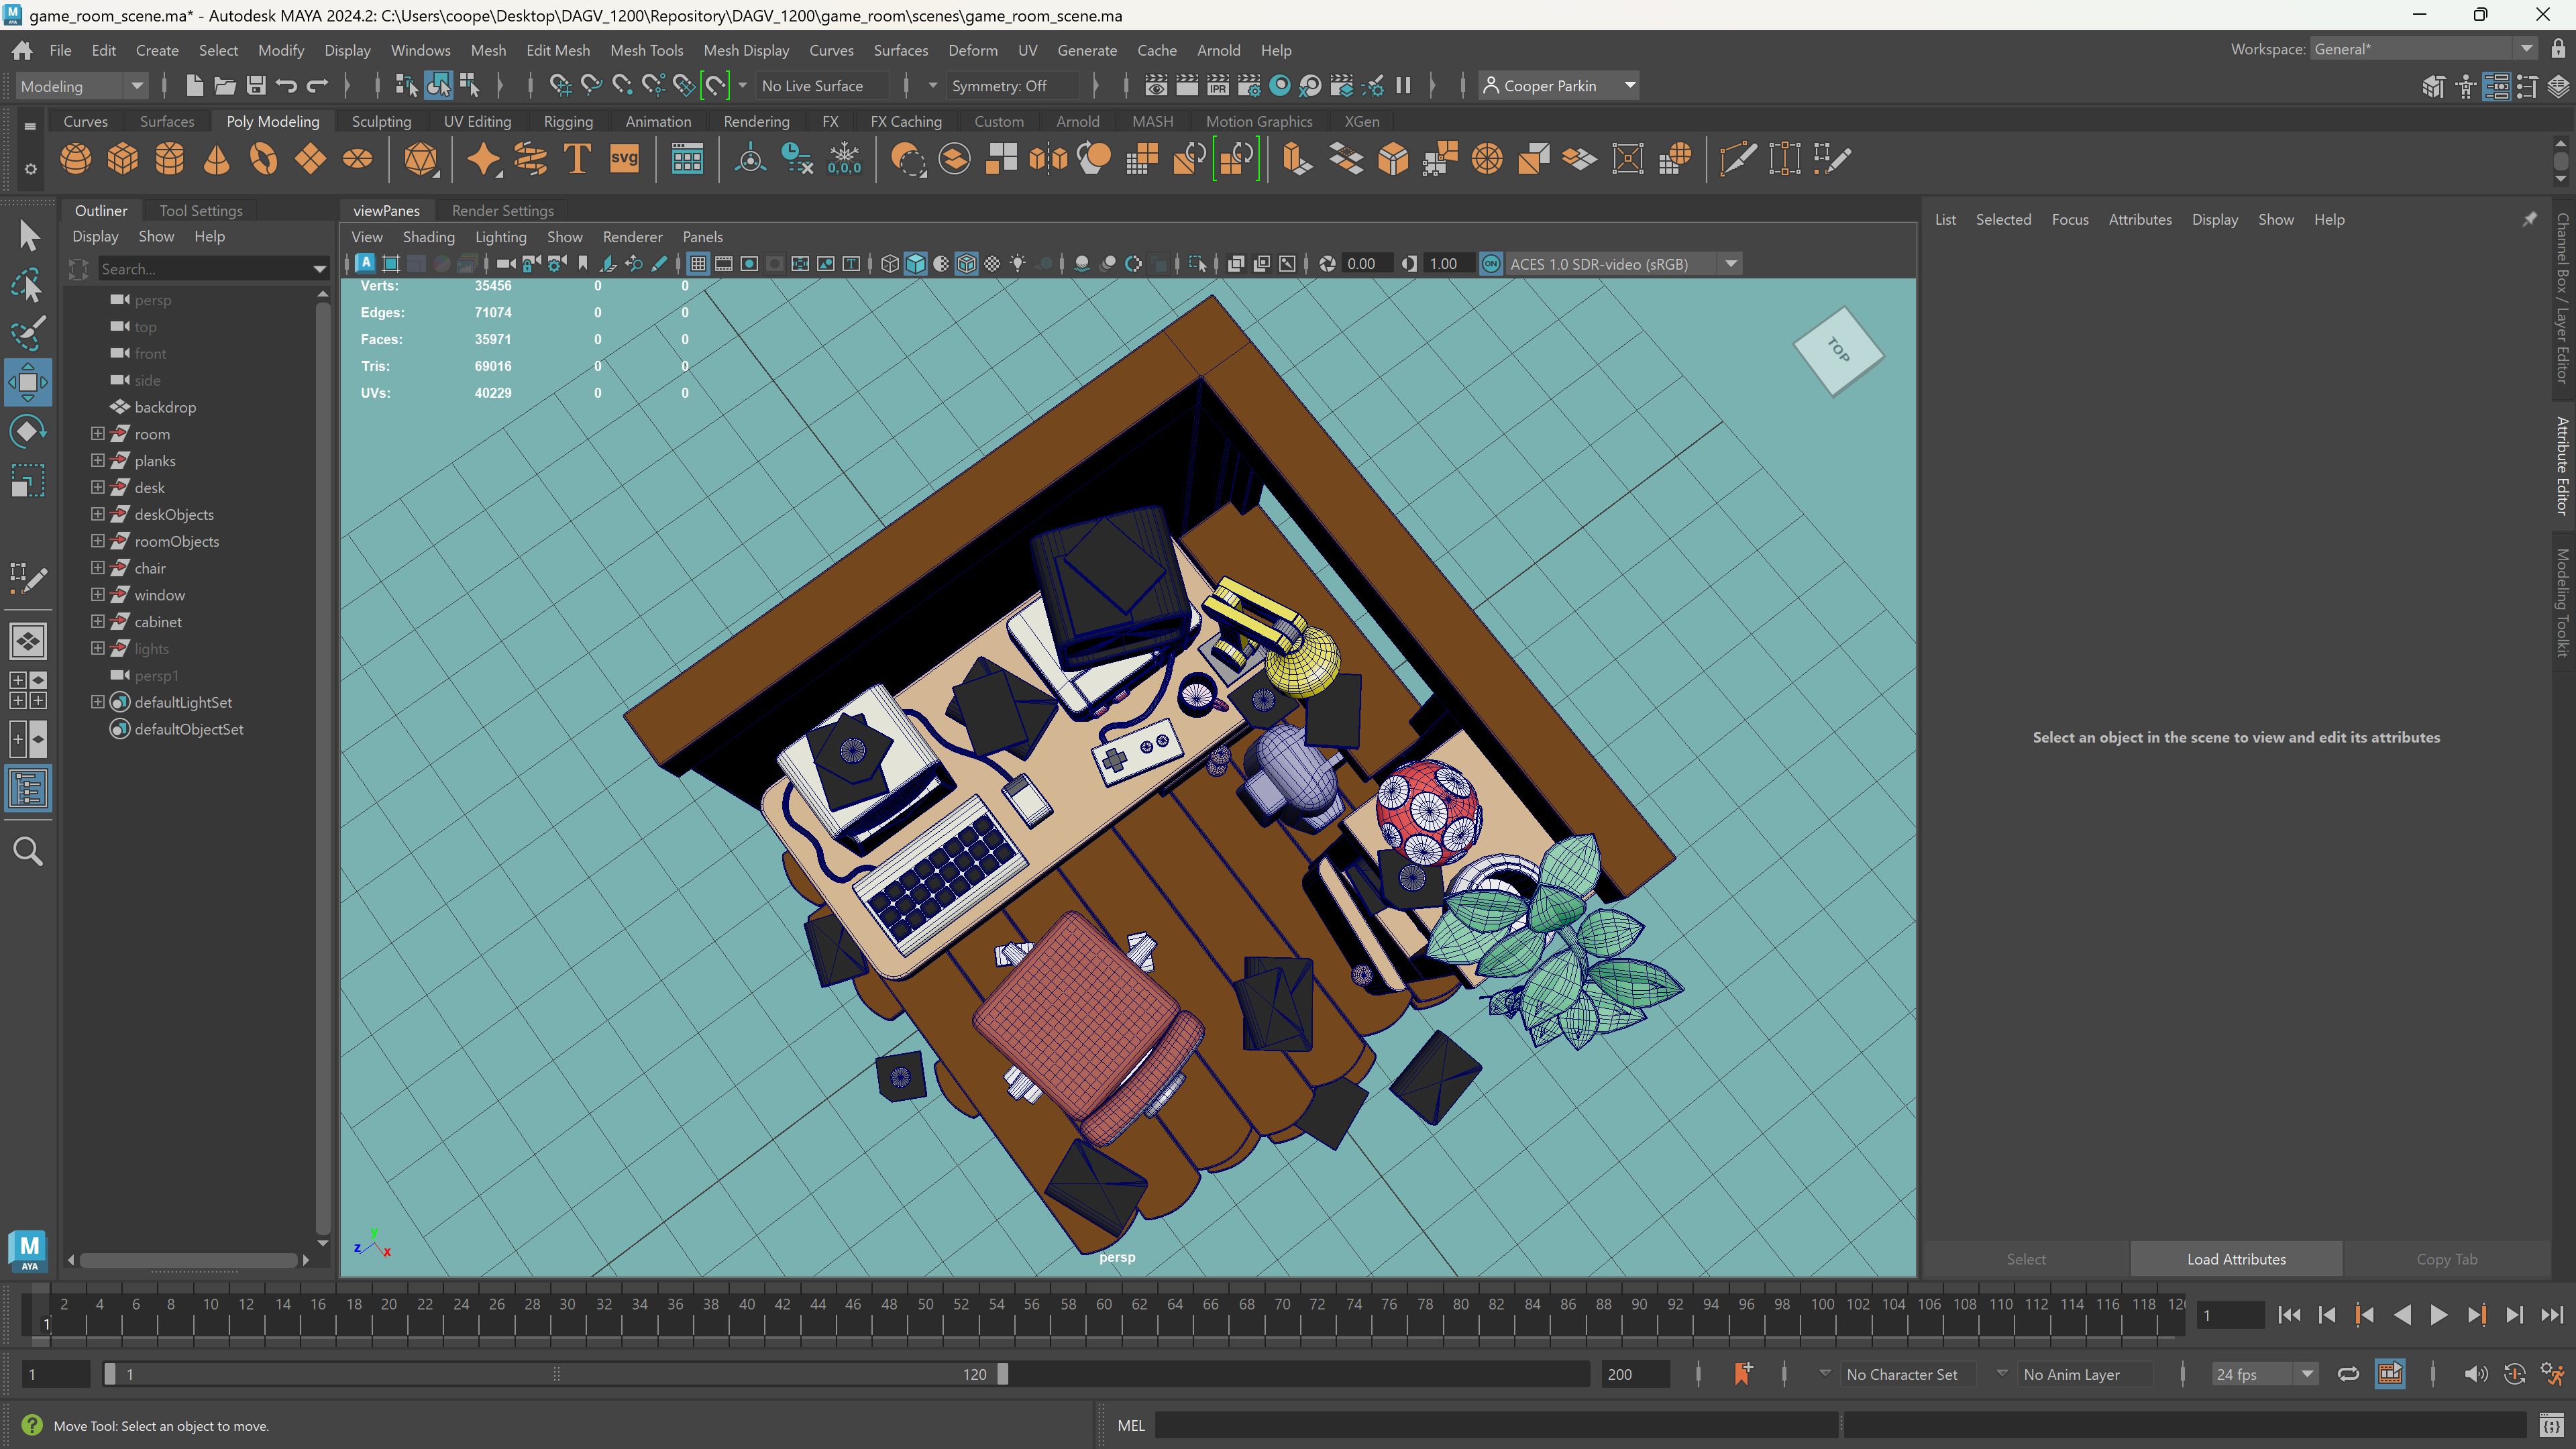 game_room_scene.ma* - Autodesk MAYA 2024.2: C:\Users\coope\Desktop\DAGV_1200\Repository\DAGV_1200\game_room\scenes\game_room_scene.ma
File Edit Create Select Modify Display Windows Mesh Edit Mesh Mesh Tools Mesh Display Curves Surfaces Deform UV Generate Cache Arnold Help Workspace: General*
Modeling No Live Surface Symmetry: Off IPR Cooper Parkin
Curves Surfaces Poly Modeling Sculpting UV Editing Rigging Animation Rendering FX FX Caching Custom Arnold MASH Motion Graphics XGen
T svg 0,0,0
Outliner Tool Settings viewPanes Render Settings
List Selected Focus Attributes Display Show Help
Display Show Help View Shading Lighting Show Renderer Panels
Search... 0.00 1.00 ON ACES 1.0 SDR-video (sRGB)
Verts: 35456 0 0
Edges: 71074 0 0
Faces: 35971 0 0
Tris: 69016 0 0
UVs: 40229 0 0
TOP
persp
top
front
side
backdrop
room
planks
desk
deskObjects
roomObjects
chair
window
cabinet
lights
persp1
defaultLightSet
defaultObjectSet
Channel Box / Layer Editor
Attribute Editor
Modeling Toolkit
Select an object in the scene to view and edit its attributes
y
z x
persp
M
AYA
Select Load Attributes Copy Tab
2 4 6 8 10 12 14 16 18 20 22 24 26 28 30 32 34 36 38 40 42 44 46 48 50 52 54 56 58 60 62 64 66 68 70 72 74 76 78 80 82 84 86 88 90 92 94 96 98 100 102 104 106 108 110 112 114 116 118 12
1 1
1 1 120 200 No Character Set No Anim Layer 24 fps
Move Tool: Select an object to move. MEL